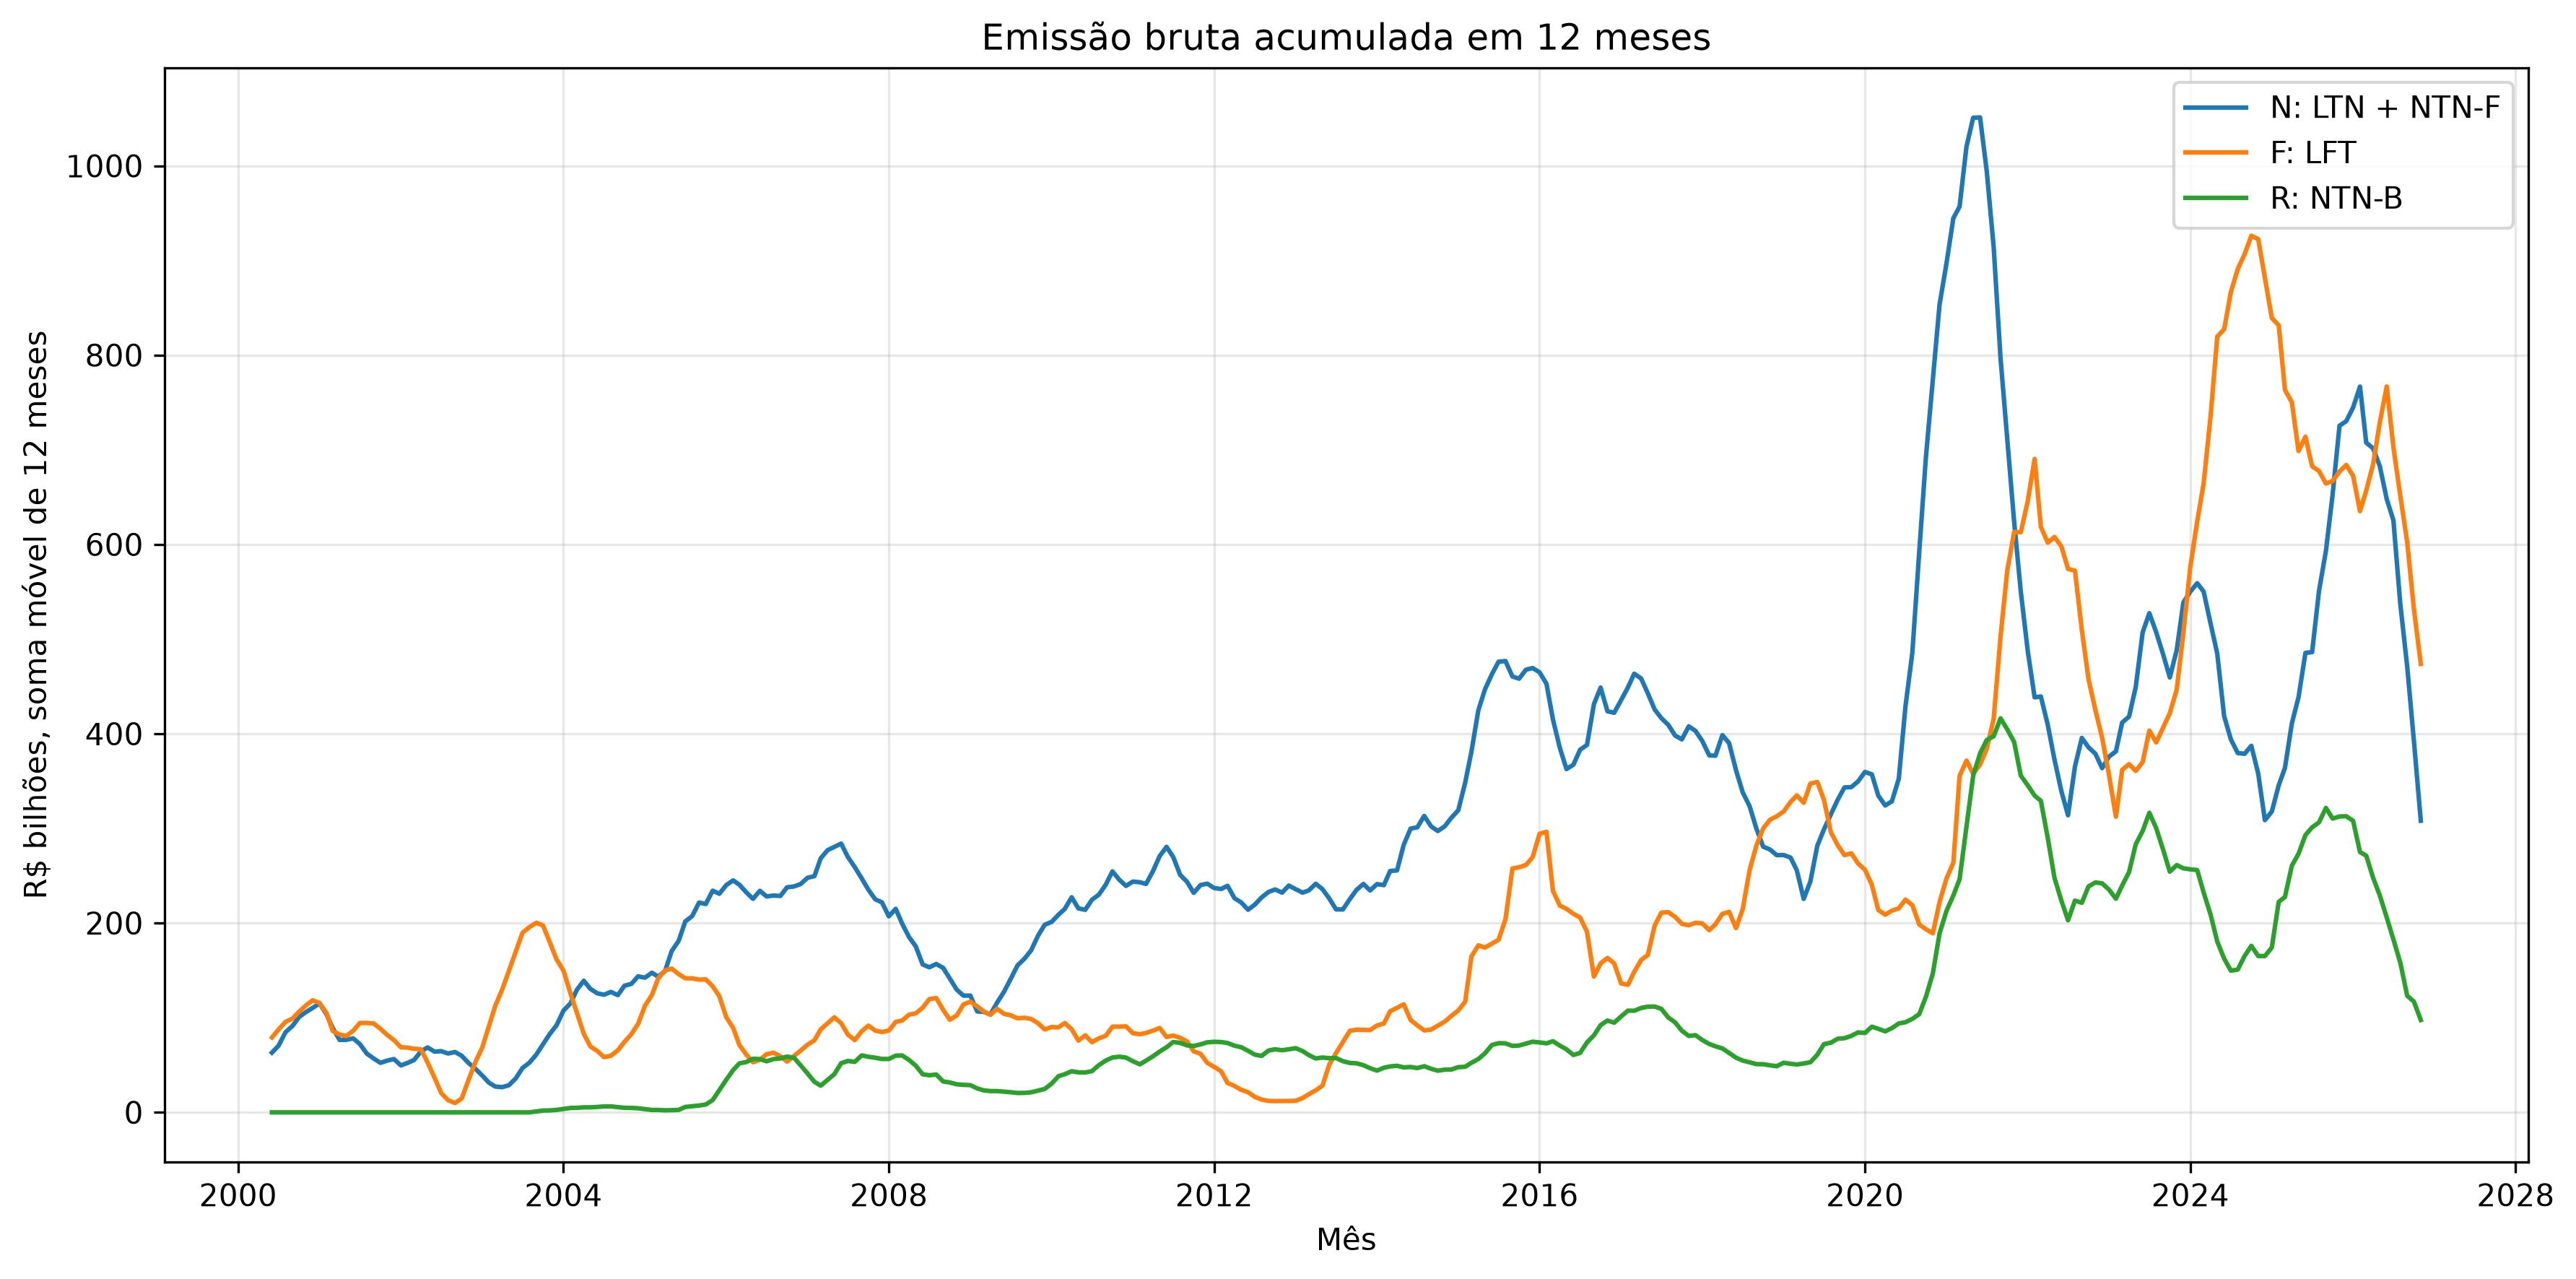 Emissão bruta acumulada em 12 meses
N: LTN + NTN-F
F: LFT
R: NTN-B
R$ bilhões, soma móvel de 12 meses
1000
800
600
400
200
0
2000 2004 2008 2012 2016 2020 2024 2028
Mês